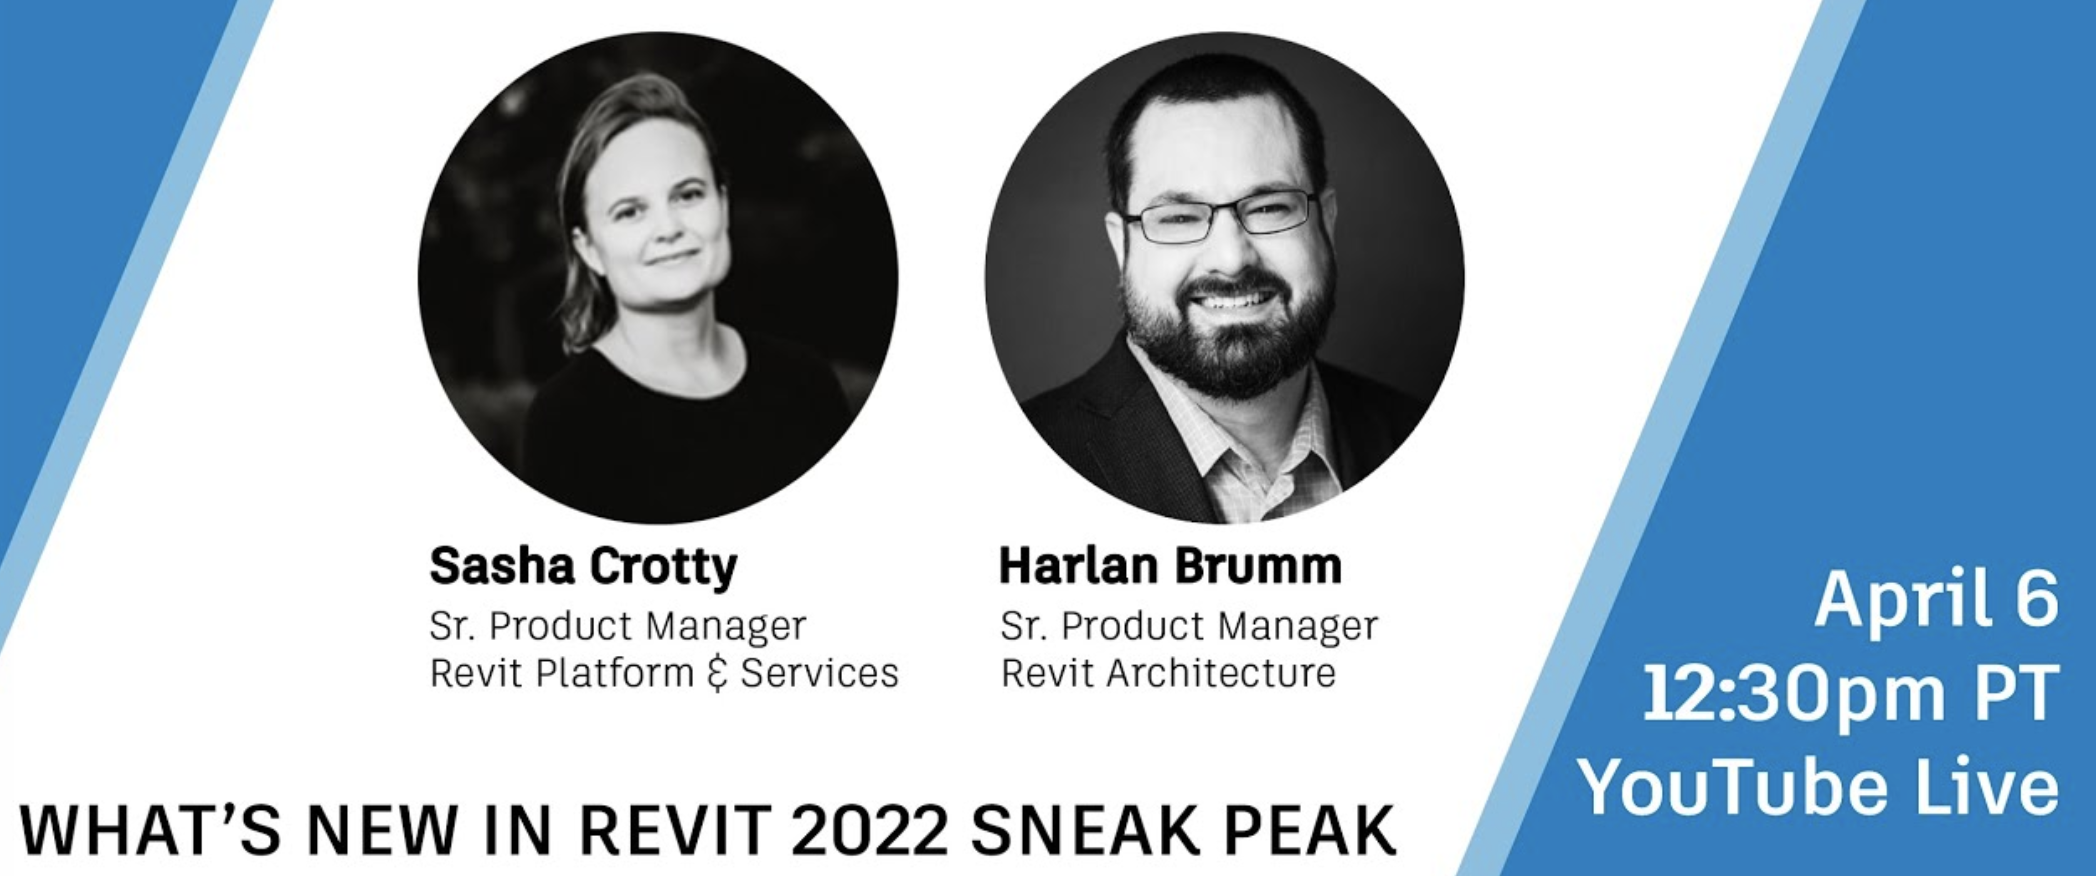 Sasha Crotty
Sr. Product Manager
Revit Platform & Services
Harlan Brumm
Sr. Product Manager
Revit Architecture
April 6
12:30pm PT
YouTube Live
WHAT'S NEW IN REVIT 2022 SNEAK PEAK